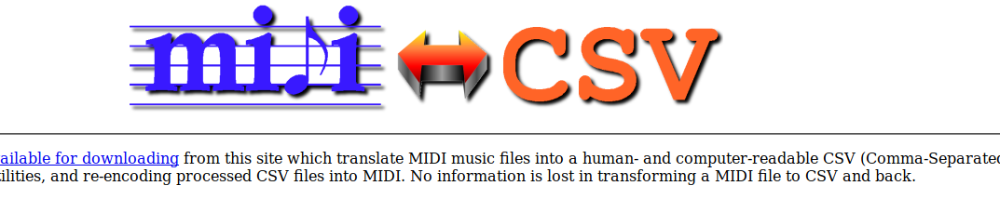 midi CSV
ailable for downloading from this site which translate MIDI music files into a human- and computer-readable CSV (Comma-Separated
tilities, and re-encoding processed CSV files into MIDI. No information is lost in transforming a MIDI file to CSV and back.